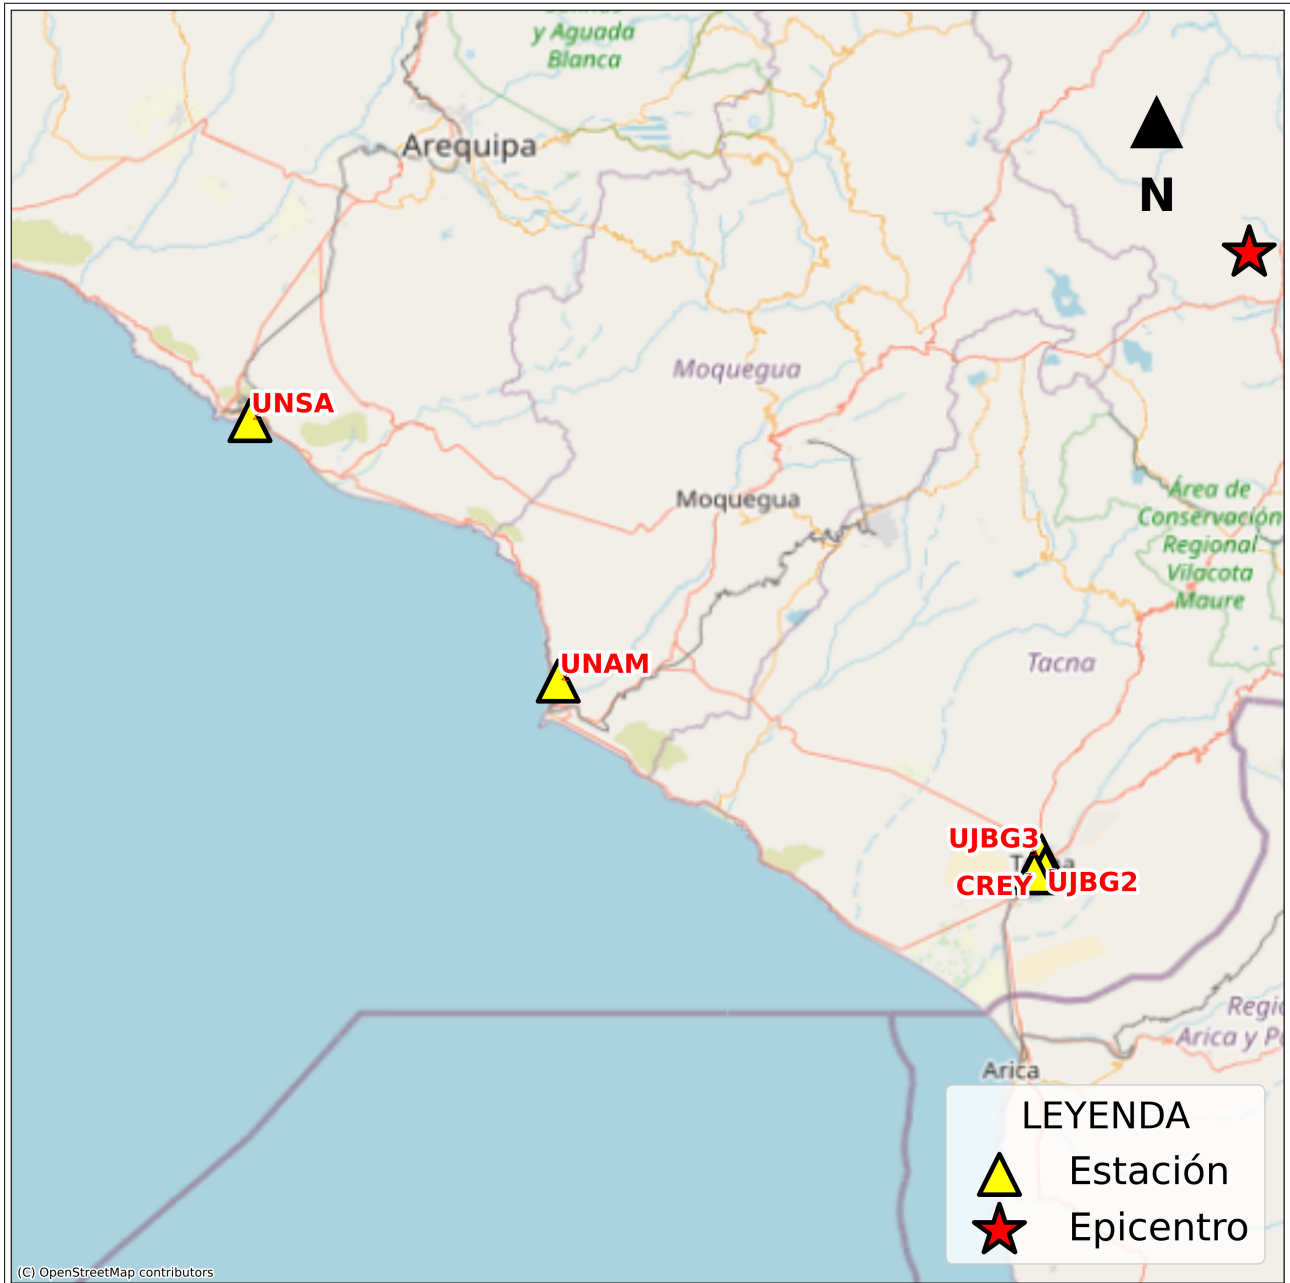 y Aguada
Blanca
Arequipa
N
UNSA
Moquegua
Moquegua
Área de
Conservación
Regional
Vilacota
Maure
UNAM
Tacna
UJBG3
CREY
UJBG2
Arica y
Arica
LEYENDA
Estación
Epicentro
(C) OpenStreetMap contributors